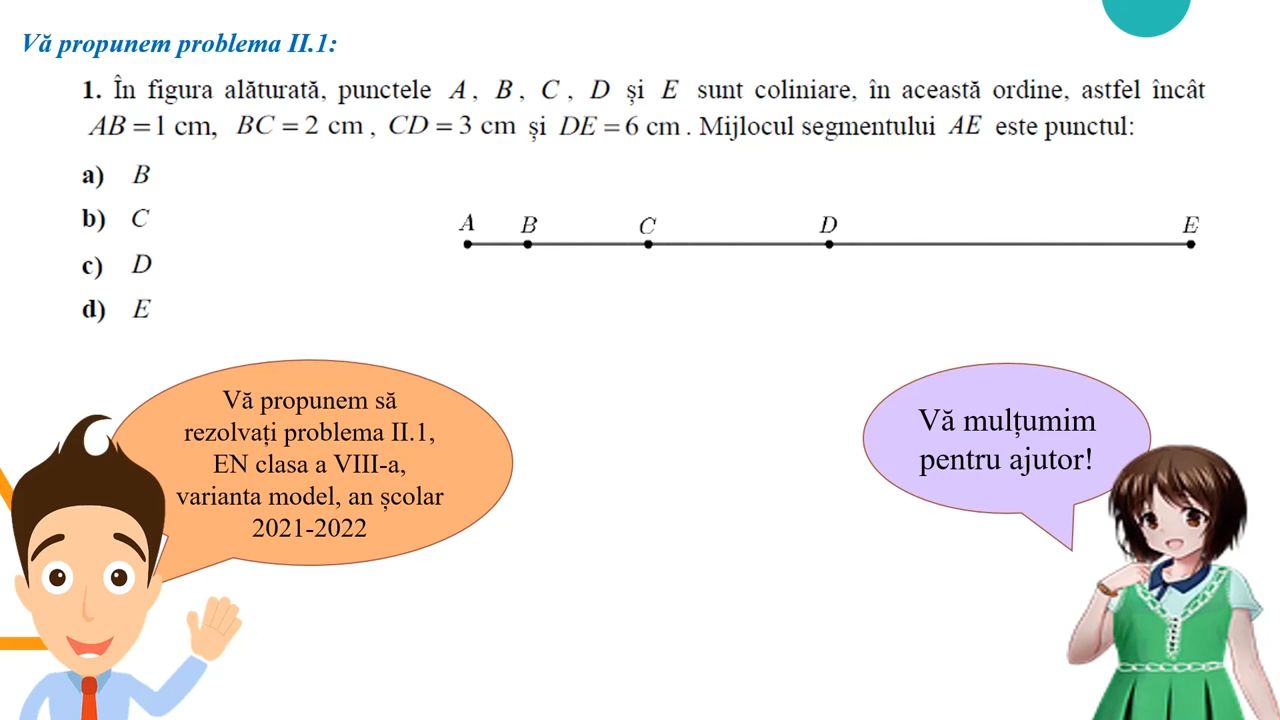 Vă propunem problema II.1:
1. În figura alăturată, punctele A, B, C, D și E sunt coliniare, în această ordine, astfel încât
AB = 1 cm, BC = 2 cm, CD = 3 cm și DE = 6 cm. Mijlocul segmentului AE este punctul:
a) B
b) C
c) D
d) E
A B C D E
Vă propunem să
rezolvați problema II.1,
EN clasa a VIII-a,
varianta model, an școlar
2021-2022
Vă mulțumim
pentru ajutor!